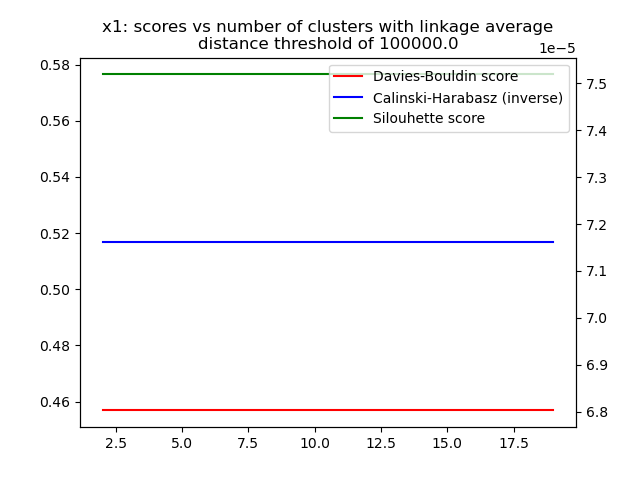 x1: scores vs number of clusters with linkage average
distance threshold of 100000.0
1e−5
Davies-Bouldin score
Calinski-Harabasz (inverse)
Silouhette score
0.58
0.56
0.54
0.52
0.50
0.48
0.46
7.5
7.4
7.3
7.2
7.1
7.0
6.9
6.8
2.5 5.0 7.5 10.0 12.5 15.0 17.5